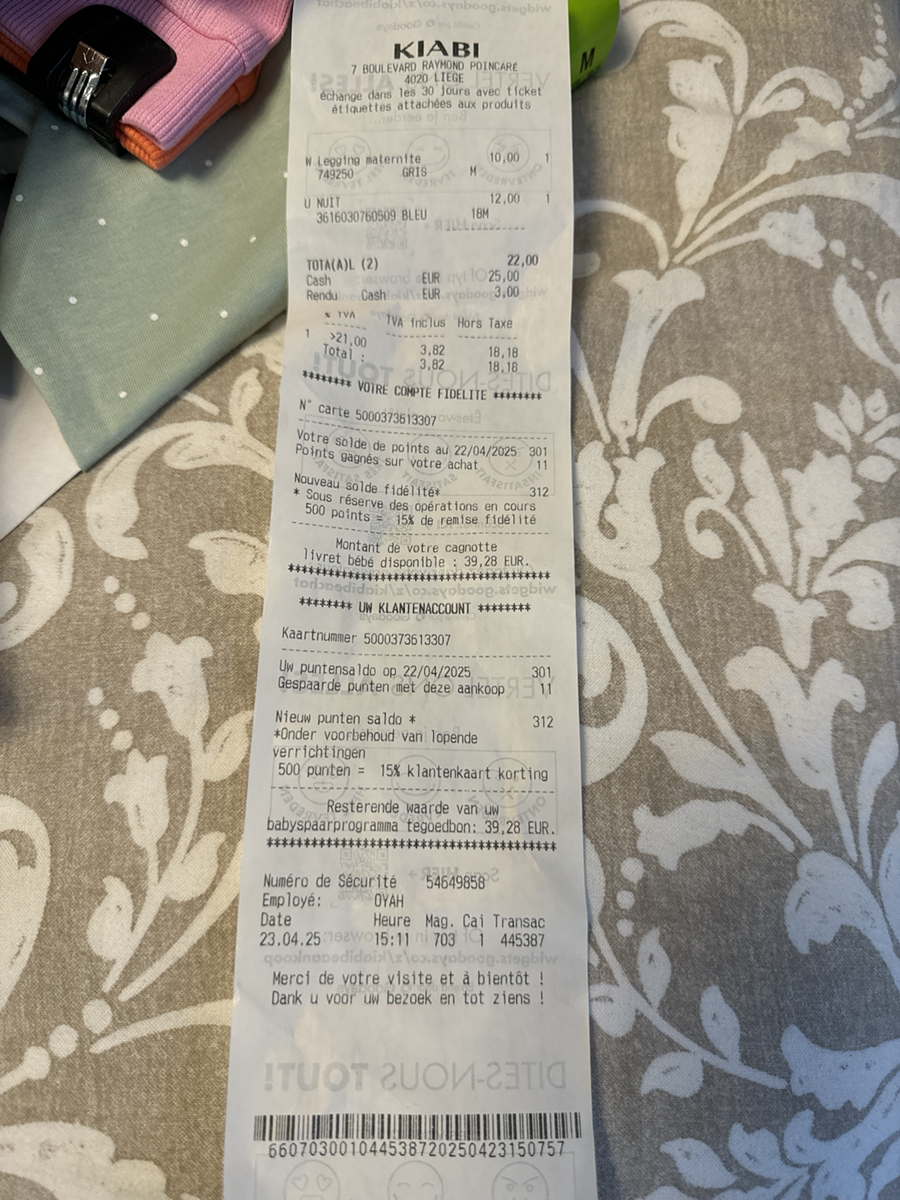 KIABI
7 BOULEVARD RAYMOND POINCARÉ
4020 LIEGE
échange dans les 30 jours avec ticket
étiquettes attachées aux produits
W Legging maternite 10,00 1
749250 GRIS M
U NUIT 12,00 1
3616030760509 BLEU 18M
TOTA(A)L (2) 22,00
Cash EUR 25,00
Rendu Cash EUR 3,00
% TVA TVA inclus Hors Taxe
1 >21,00 3,82 18,18
Total : 3,82 18,18
******** VOTRE COMPTE FIDELITE ********
N° carte 5000373613307
Votre solde de points au 22/04/2025 301
Points gagnés sur votre achat 11
Nouveau solde fidélité* 312
* Sous réserve des opérations en cours
500 points = 15% de remise fidélité
Montant de votre cagnotte
livret bébé disponible : 39,28 EUR.
******** UW KLANTENACCOUNT ********
Kaartnummer 5000373613307
Uw puntensaldo op 22/04/2025 301
Gespaarde punten met deze aankoop 11
Nieuw punten saldo * 312
*Onder voorbehoud van lopende
verrichtingen
500 punten = 15% klantenkaart korting
Resterende waarde van uw
babyspaarprogramma tegoedbon: 39,28 EUR.
Numéro de Sécurité 54649858
Employé: OYAH
Date Heure Mag. Cai Transac
23.04.25 15:11 703 1 445387
Merci de votre visite et à bientôt !
Dank u voor uw bezoek en tot ziens !
DITES-NOUS TOUT!
660703001044538720250423150757
M